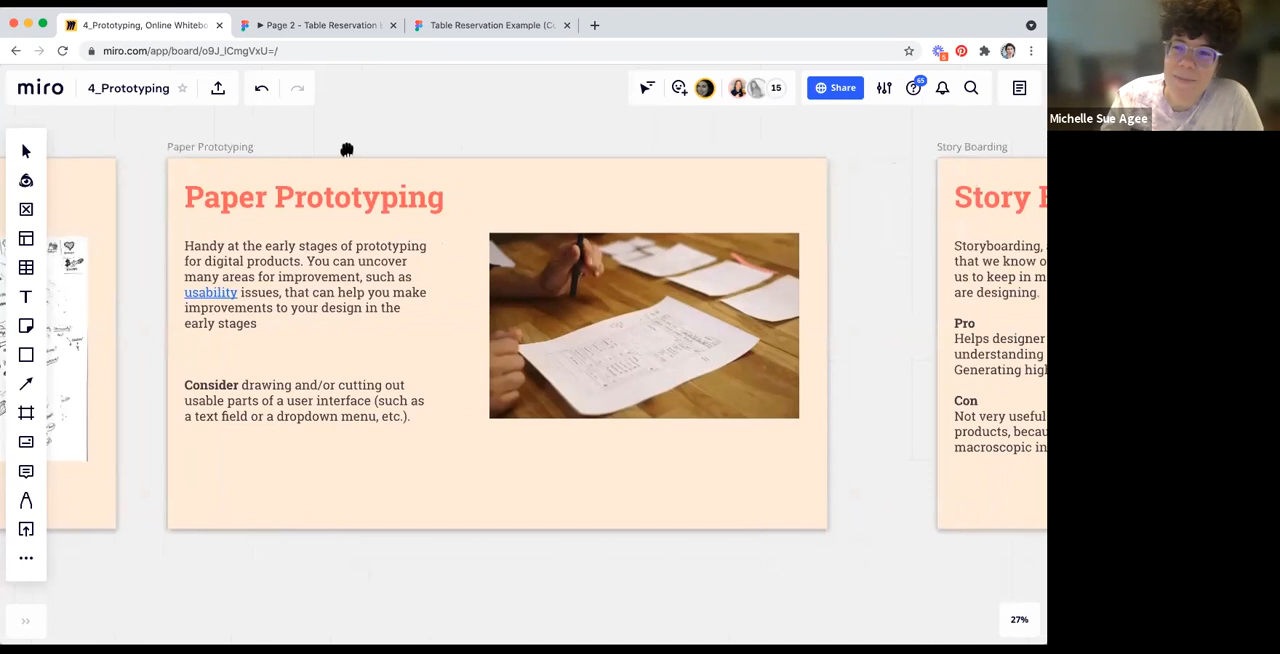 4_Prototyping, Online Whitebo
Page 2 - Table Reservation
Table Reservation Example (C
miro.com/app/board/o9J_lCmgVxU=/
miro
4_Prototyping
15
Share
65
Michelle Sue Agee
Paper Prototyping
Story Boarding
Paper Prototyping
Handy at the early stages of prototyping
for digital products. You can uncover
many areas for improvement, such as
usability issues, that can help you make
improvements to your design in the
early stages
Consider drawing and/or cutting out
usable parts of a user interface (such as
a text field or a dropdown menu, etc.).
Story
Storyboarding,
that we know o
us to keep in m
are designing.
Pro
Helps designer
understanding
Generating hig
Con
Not very useful
products, becau
macroscopic in
27%